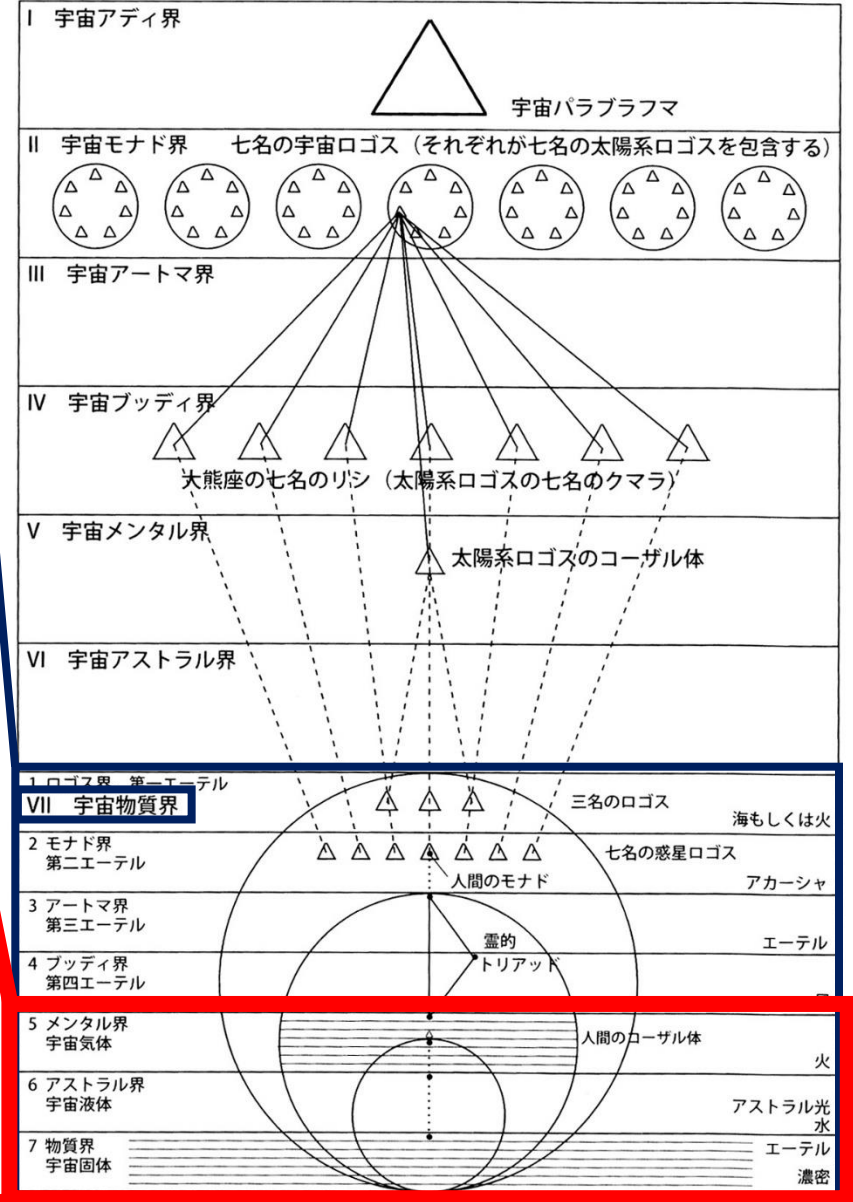 I 宇宙アディ界
宇宙パラブラフマ
II 宇宙モナド界 七名の宇宙ロゴス（それぞれが七名の太陽系ロゴスを包含する）
III 宇宙アートマ界
IV 宇宙ブッディ界
大熊座の七名のリシ（太陽系ロゴスの七名のクマラ）
V 宇宙メンタル界
太陽系ロゴスのコーザル体
VI 宇宙アストラル界
1 ロゴス界 第一エーテル
VII 宇宙物質界
三名のロゴス
海もしくは火
2 モナド界
第二エーテル
七名の惑星ロゴス
人間のモナド
アカーシャ
3 アートマ界
第三エーテル
霊的
トリアッド
エーテル
4 ブッディ界
第四エーテル
5 メンタル界
宇宙気体
人間のコーザル体
火
6 アストラル界
宇宙液体
アストラル光
水
7 物質界
宇宙固体
エーテル
濃密